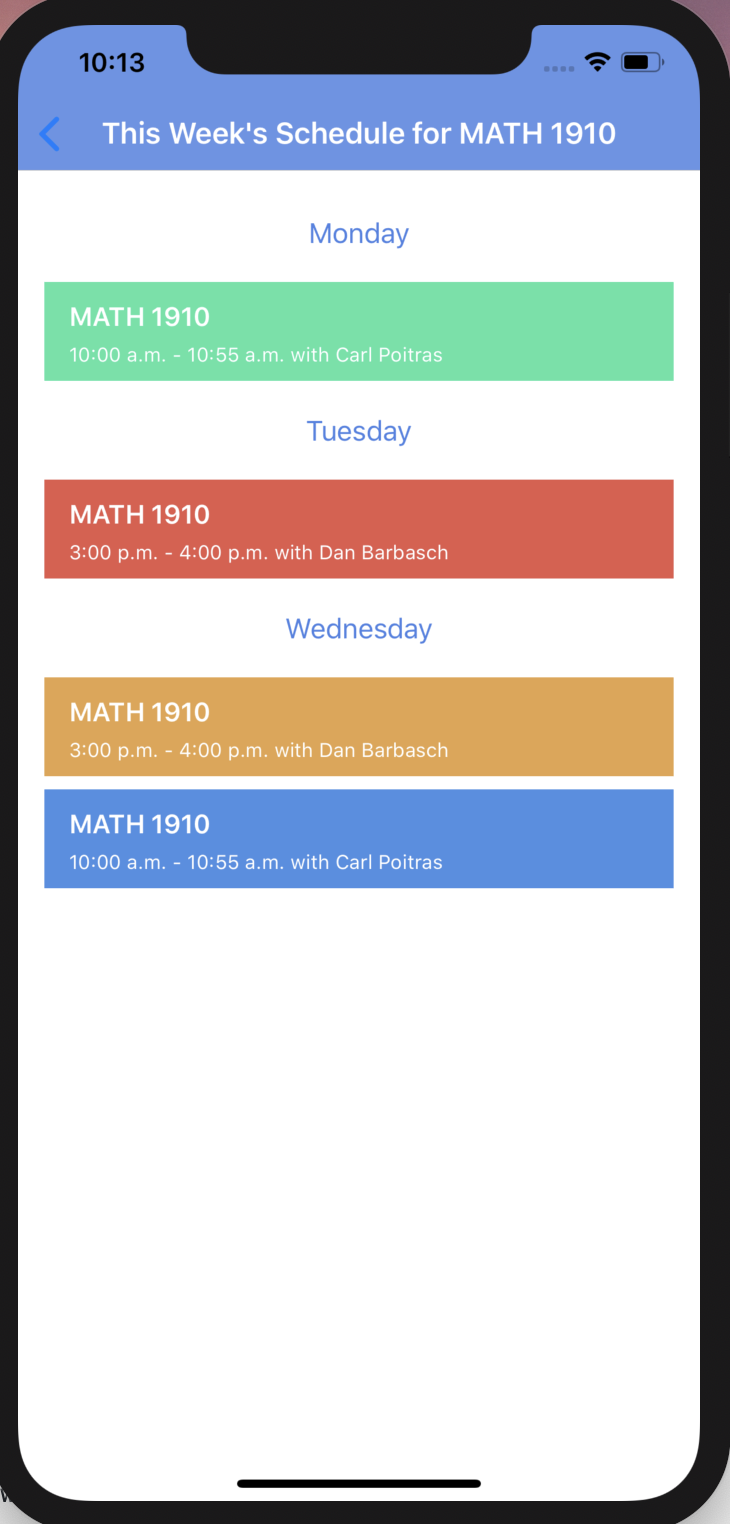 10:13
This Week's Schedule for MATH 1910
Monday
MATH 1910
10:00 a.m. - 10:55 a.m. with Carl Poitras
Tuesday
MATH 1910
3:00 p.m. - 4:00 p.m. with Dan Barbasch
Wednesday
MATH 1910
3:00 p.m. - 4:00 p.m. with Dan Barbasch
MATH 1910
10:00 a.m. - 10:55 a.m. with Carl Poitras